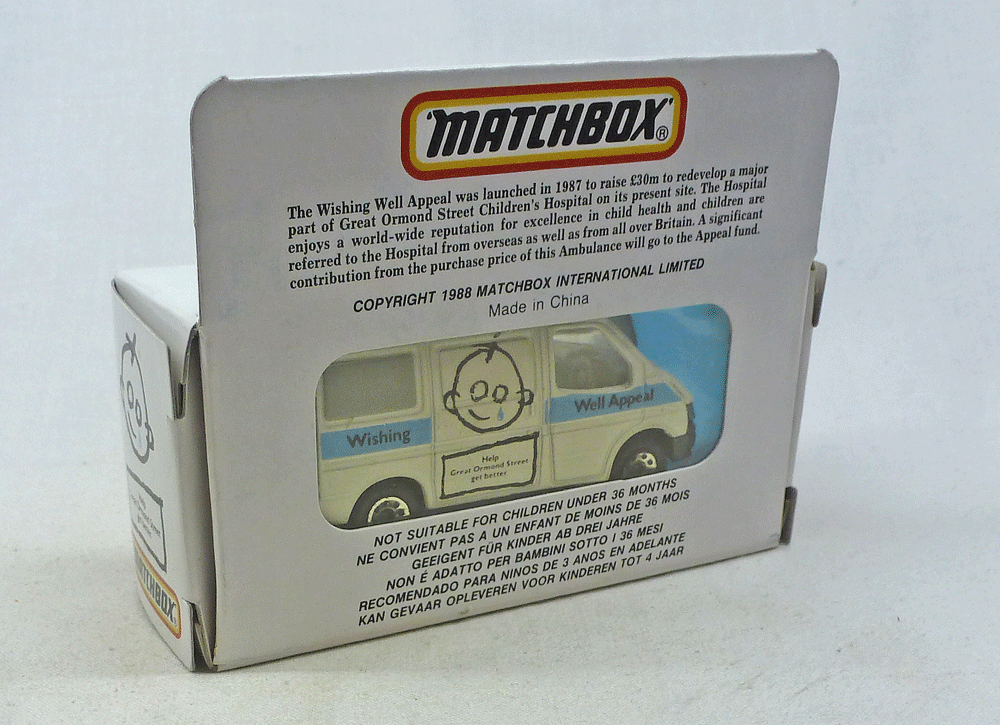 'MATCHBOX'®
The Wishing Well Appeal was launched in 1987 to raise £30m to redevelop a major
part of Great Ormond Street Children's Hospital on its present site. The Hospital
enjoys a world-wide reputation for excellence in child health and children are
referred to the Hospital from overseas as well as from all over Britain. A significant
contribution from the purchase price of this Ambulance will go to the Appeal fund.
COPYRIGHT 1988 MATCHBOX INTERNATIONAL LIMITED
Made in China
Wishing
Well Appeal
Help
Great Ormond Street
get better
NOT SUITABLE FOR CHILDREN UNDER 36 MONTHS
NE CONVIENT PAS A UN ENFANT DE MOINS DE 36 MOIS
GEEIGENT FÜR KINDER AB DREI JAHRE
NON É ADATTO PER BAMBINI SOTTO I 36 MESI
RECOMENDADO PARA NINOS DE 3 ANOS EN ADELANTE
KAN GEVAAR OPLEVEREN VOOR KINDEREN TOT 4 JAAR
Help
Street
get better
MATCHBOX